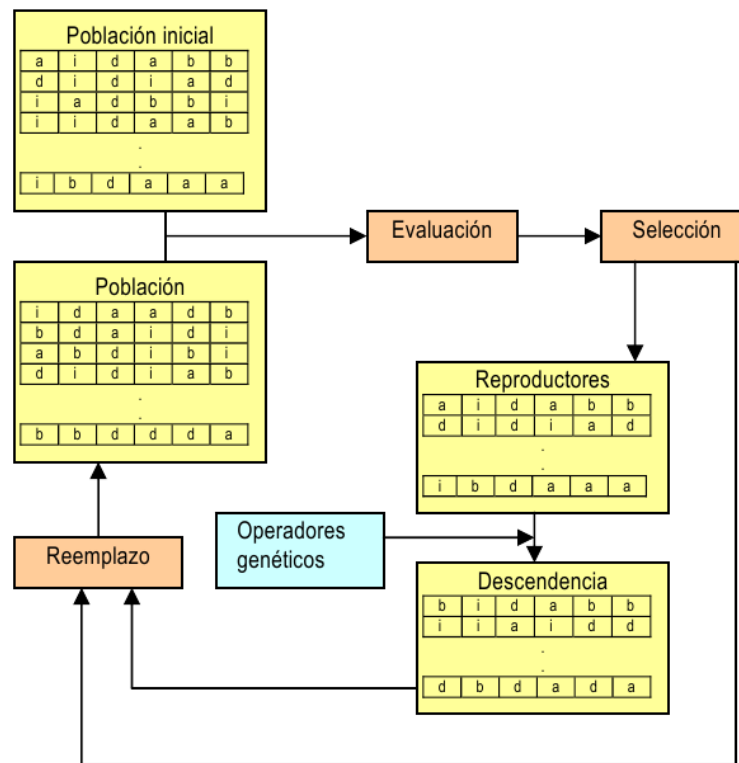 Población inicial
a i d a b b
d i d i a d
i a d b b i
i i d a a b
.
.
i b d a a a
Evaluación
Selección
Población
i d a a d b
b d a i d i
a b d i b i
d i d i a b
.
.
b b d d d a
Reproductores
a i d a b b
d i d i a d
.
.
i b d a a a
Operadores
genéticos
Reemplazo
Descendencia
b i d a b b
i i a i d d
.
.
d b d a d a